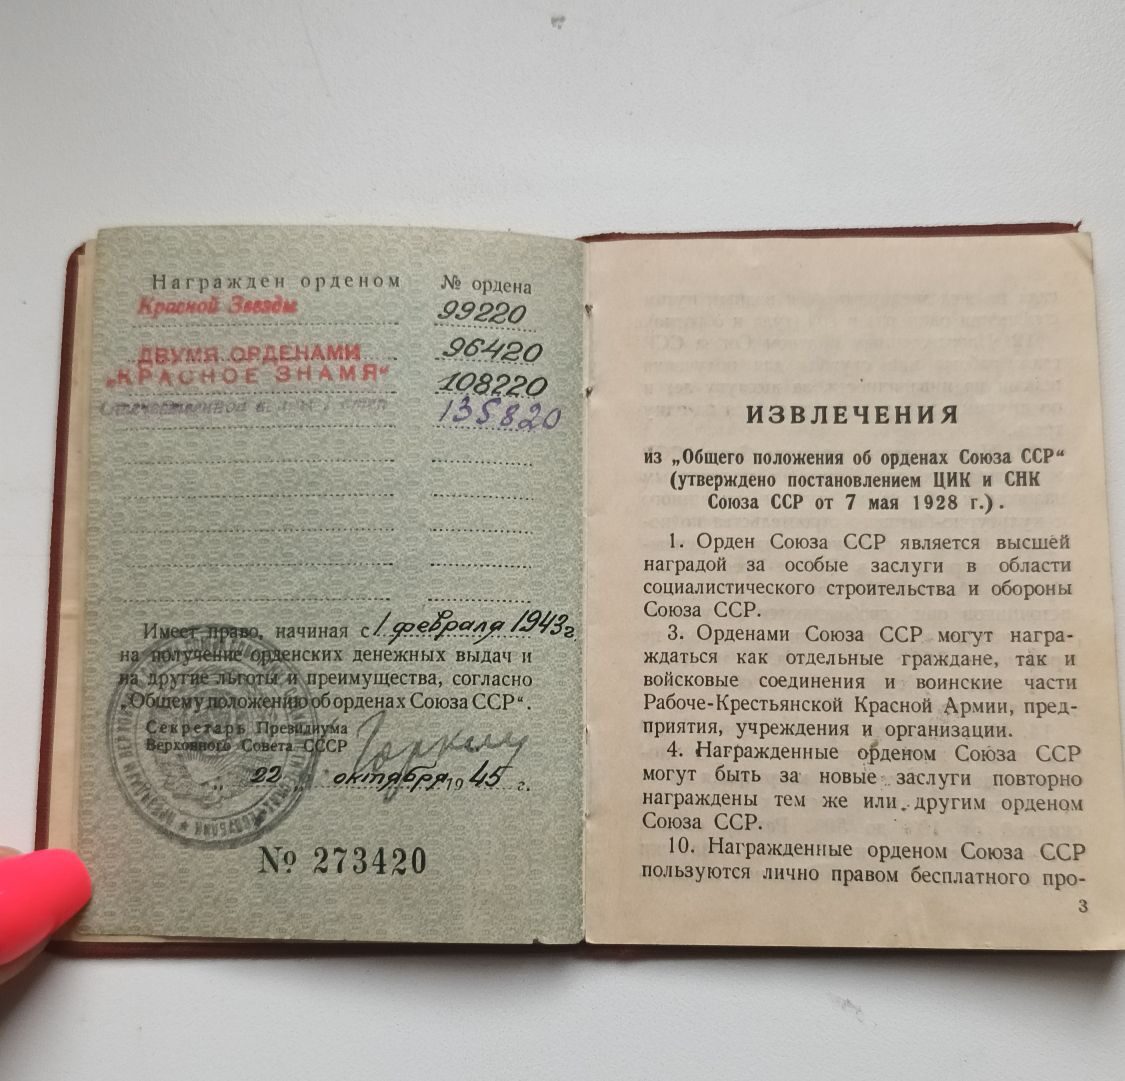 Награжден орденом № ордена
Красной Звезды 99220
ДВУМЯ ОРДЕНАМИ 96420
„КРАСНОЕ ЗНАМЯ“ 108220
Отечественной 135820
Имеет право, начиная с 1 февраля 1943 г.
на получение орденских денежных выдач и
на другие льготы и преимущества, согласно
„Общему положению об орденах Союза ССР“.
Секретарь Президиума
Верховного Совета СССР
Горкин
„ 22 „ октября 1945 г.
№ 273420
ИЗВЛЕЧЕНИЯ
из „Общего положения об орденах Союза ССР“
(утверждено постановлением ЦИК и СНК
Союза ССР от 7 мая 1928 г.).
1. Орден Союза ССР является высшей
наградой за особые заслуги в области
социалистического строительства и обороны
Союза ССР.
3. Орденами Союза ССР могут награ-
ждаться как отдельные граждане, так и
войсковые соединения и воинские части
Рабоче-Крестьянской Красной Армии, пред-
приятия, учреждения и организации.
4. Награжденные орденом Союза ССР
могут быть за новые заслуги повторно
награждены тем же или другим орденом
Союза ССР.
10. Награжденные орденом Союза ССР
пользуются лично правом бесплатного про-
3